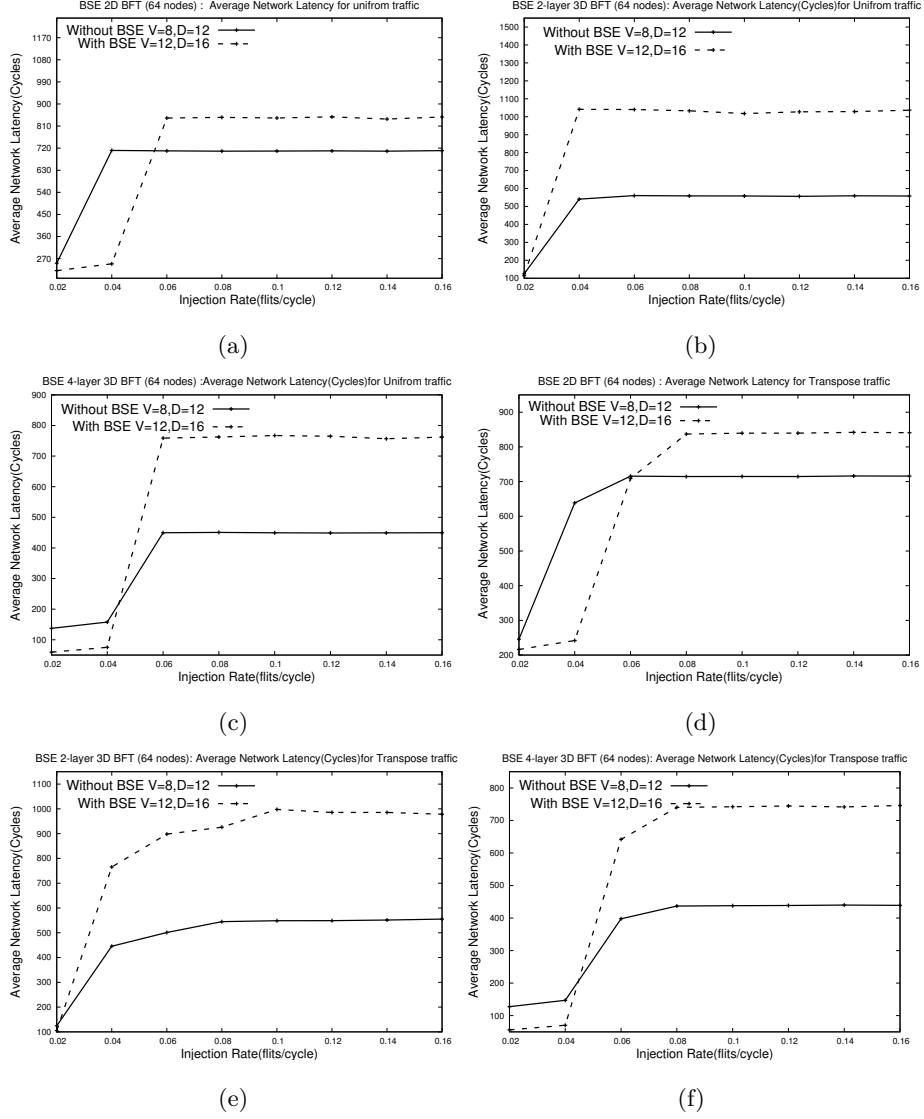 BSE 2D BFT (64 nodes) : Average Network Latency for unifrom traffic
Average Network Latency(Cycles)
1170
1080
990
900
810
720
630
540
450
360
270
Without BSE V=8,D=12
With BSE V=12,D=16
0.02 0.04 0.06 0.08 0.1 0.12 0.14 0.16
Injection Rate(flits/cycle)
(a)
BSE 2-layer 3D BFT (64 nodes): Average Network Latency(Cycles)for Unifrom traffic
Average Network Latency(Cycles)
1500
1400
1300
1200
1100
1000
900
800
700
600
500
400
300
200
100
Without BSE V=8,D=12
With BSE V=12,D=16
0.02 0.04 0.06 0.08 0.1 0.12 0.14 0.16
Injection Rate(flits/cycle)
(b)
BSE 4-layer 3D BFT (64 nodes) :Average Network Latency(Cycles)for Unifrom traffic
Average Network Latency(Cycles)
900
800
700
600
500
400
300
200
100
Without BSE V=8,D=12
With BSE V=12,D=16
0.02 0.04 0.06 0.08 0.1 0.12 0.14 0.16
Injection Rate(flits/cycle)
(c)
BSE 2D BFT (64 nodes) : Average Network Latency for Transpose traffic
Average Network Latency(Cycles)
900
800
700
600
500
400
300
200
Without BSE V=8,D=12
With BSE V=12,D=16
0.02 0.04 0.06 0.08 0.1 0.12 0.14 0.16
Injection Rate(flits/cycle)
(d)
BSE 2-layer 3D BFT (64 nodes): Average Network Latency(Cycles)for Transpose traffic
Average Network Latency(Cycles)
1100
1000
900
800
700
600
500
400
300
200
100
Without BSE V=8,D=12
With BSE V=12,D=16
0.02 0.04 0.06 0.08 0.1 0.12 0.14 0.16
Injection Rate(flits/cycle)
(e)
BSE 4-layer 3D BFT (64 nodes): Average Network Latency(Cycles)for Transpose traffic
Average Network Latency(Cycles)
800
700
600
500
400
300
200
100
Without BSE V=8,D=12
With BSE V=12,D=16
0.02 0.04 0.06 0.08 0.1 0.12 0.14 0.16
Injection Rate(flits/cycle)
(f)